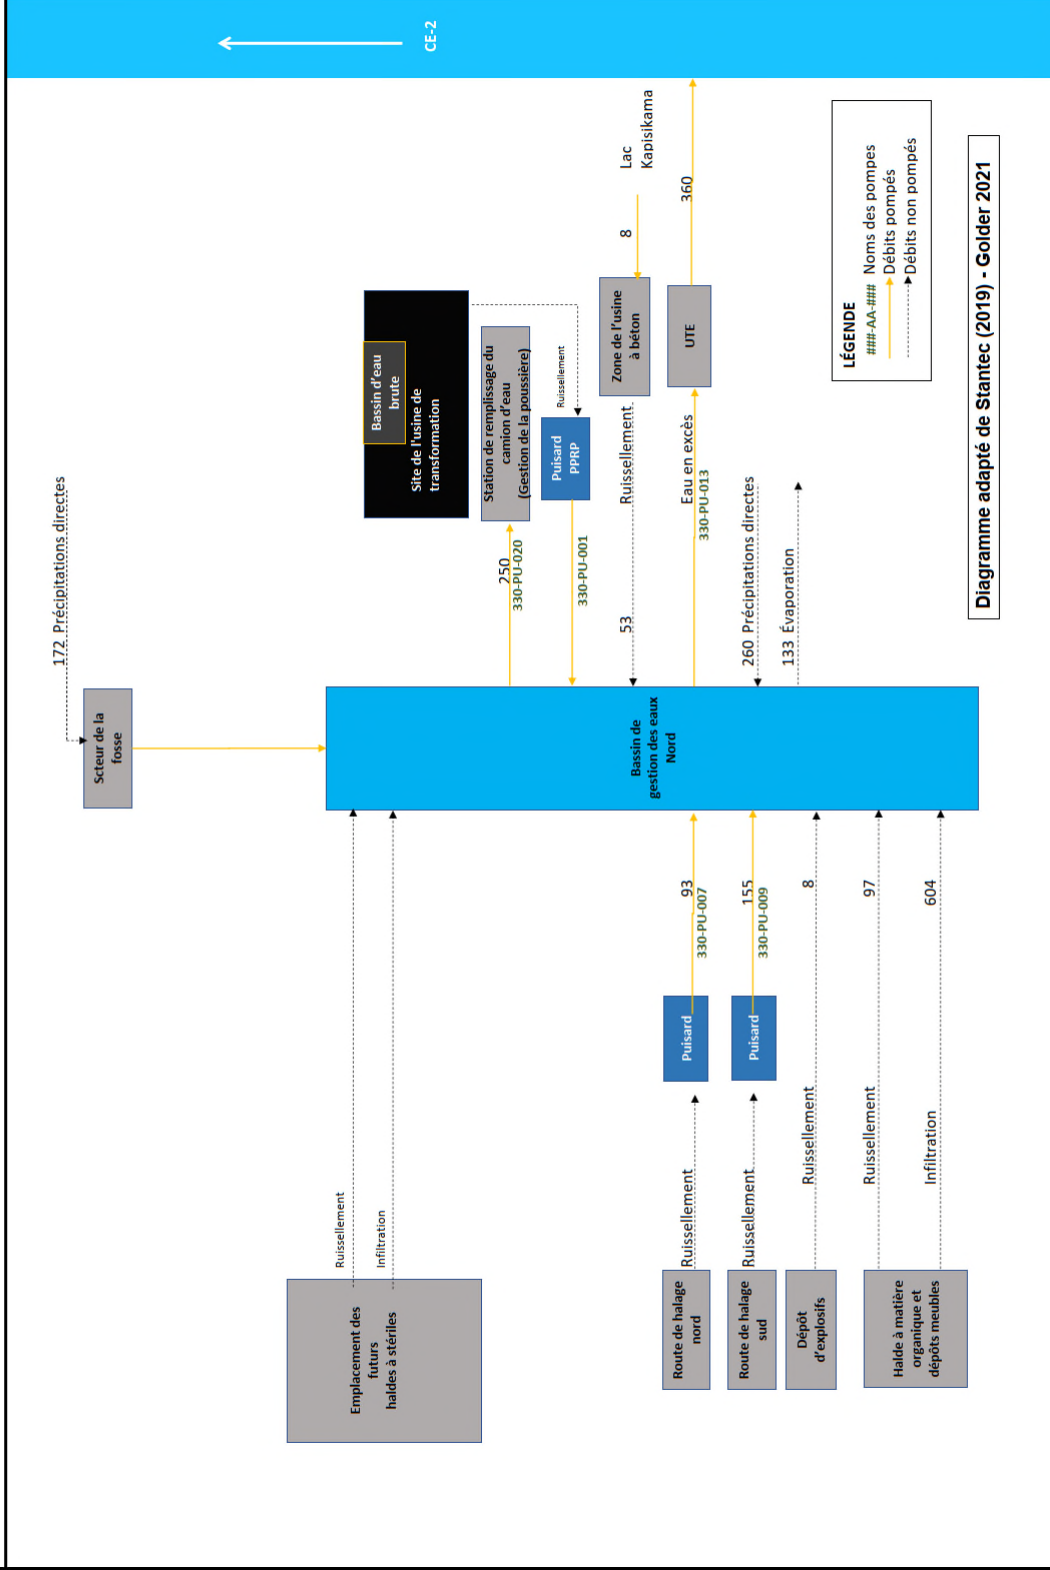 172 Précipitations directes
Scteur de la
fosse
Emplacement des
futurs
haldes à stériles
Ruissellement
Infiltration
Route de halage
nord
Ruissellement
Puisard
93
330-PU-007
Route de halage
sud
Ruissellement
Puisard
155
330-PU-009
Dépôt
d'explosifs
Ruissellement
8
Halde à matière
organique et
dépôts meubles
Ruissellement
97
Infiltration
604
Bassin de
gestion des eaux
Nord
Bassin d'eau
brute
Site de l'usine de
transformation
250
330-PU-020
Station de remplissage du
camion d'eau
(Gestion de la poussière)
330-PU-001
Puisard
PPRP
Ruissellement
53
Ruissellement
Zone de l'usine
à béton
8
Lac
Kapisikama
Eau en excès
330-PU-013
UTE
360
260 Précipitations directes
133 Évaporation
CE-2
LÉGENDE
###-AA-### Noms des pompes
Débits pompés
Débits non pompés
Diagramme adapté de Stantec (2019) - Golder 2021